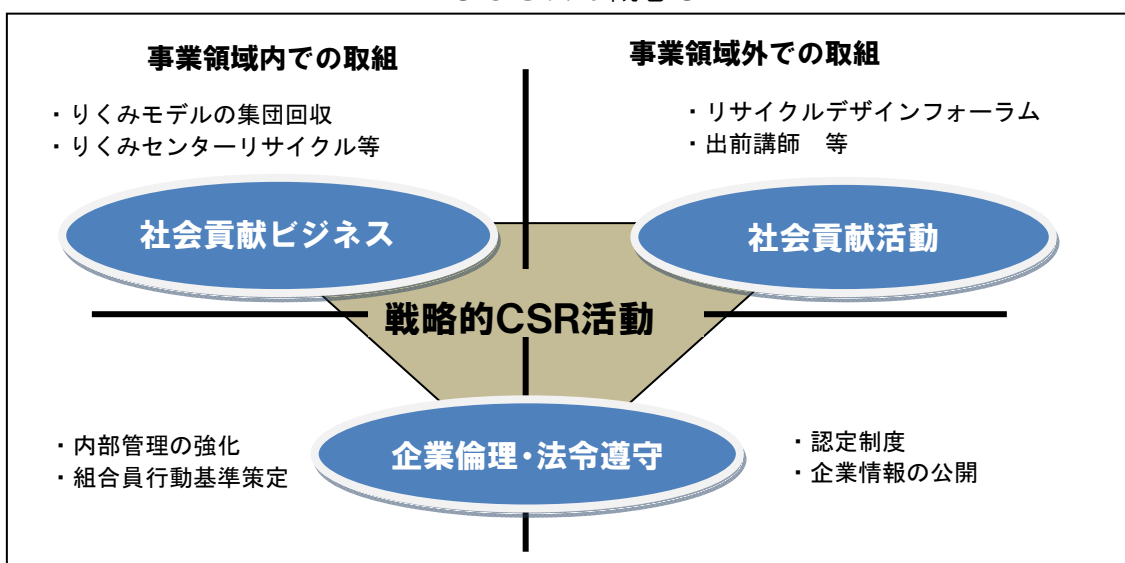 事業領域内での取組
事業領域外での取組
・りくみモデルの集団回収
・りくみセンターリサイクル等
・リサイクルデザインフォーラム
・出前講師　等
社会貢献ビジネス
社会貢献活動
戦略的CSR活動
企業倫理・法令遵守
・内部管理の強化
・組合員行動基準策定
・認定制度
・企業情報の公開